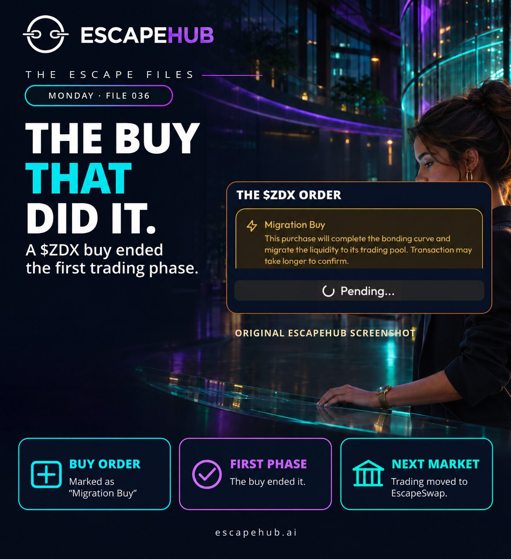 ESCAPEHUB
THE ESCAPE FILES
MONDAY · FILE 036
THE BUY
THAT
DID IT.
A $ZDX buy ended
the first trading phase.
THE $ZDX ORDER
Migration Buy
This purchase will complete the bonding curve and
migrate the liquidity to its trading pool. Transaction may
take longer to confirm.
Pending...
ORIGINAL ESCAPEHUB SCREENSHOT
BUY ORDER
Marked as
“Migration Buy”
FIRST PHASE
The buy ended it.
NEXT MARKET
Trading moved to
EscapeSwap.
escapehub.ai